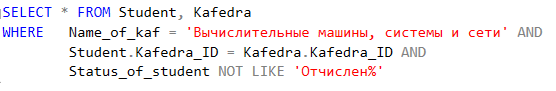 SELECT * FROM Student, Kafedra
WHERE Name_of_kaf = 'Вычислительные машины, системы и сети' AND
Student.Kafedra_ID = Kafedra.Kafedra_ID AND
Status_of_student NOT LIKE 'Отчислен%'